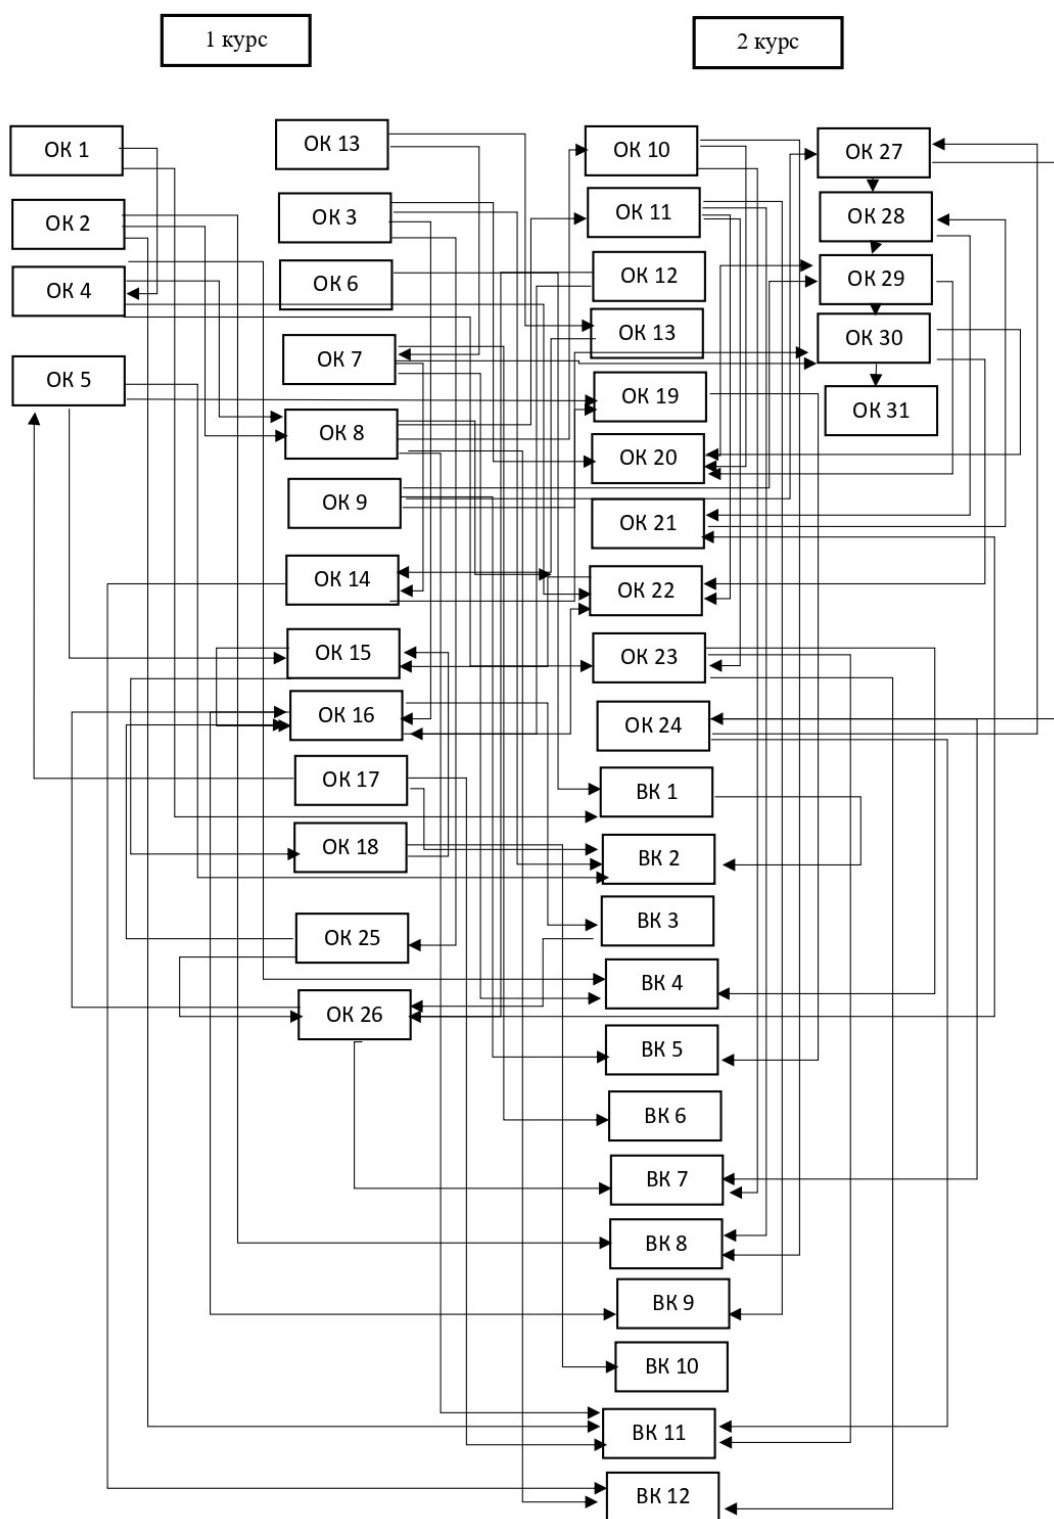 1 курс
2 курс
ОК 1
ОК 2
ОК 4
ОК 5
ОК 13
ОК 3
ОК 6
ОК 7
ОК 8
ОК 9
ОК 14
ОК 15
ОК 16
ОК 17
ОК 18
ОК 25
ОК 26
ОК 10
ОК 11
ОК 12
ОК 13
ОК 19
ОК 20
ОК 21
ОК 22
ОК 23
ОК 24
ВК 1
ВК 2
ВК 3
ВК 4
ВК 5
ВК 6
ВК 7
ВК 8
ВК 9
ВК 10
ВК 11
ВК 12
ОК 27
ОК 28
ОК 29
ОК 30
ОК 31